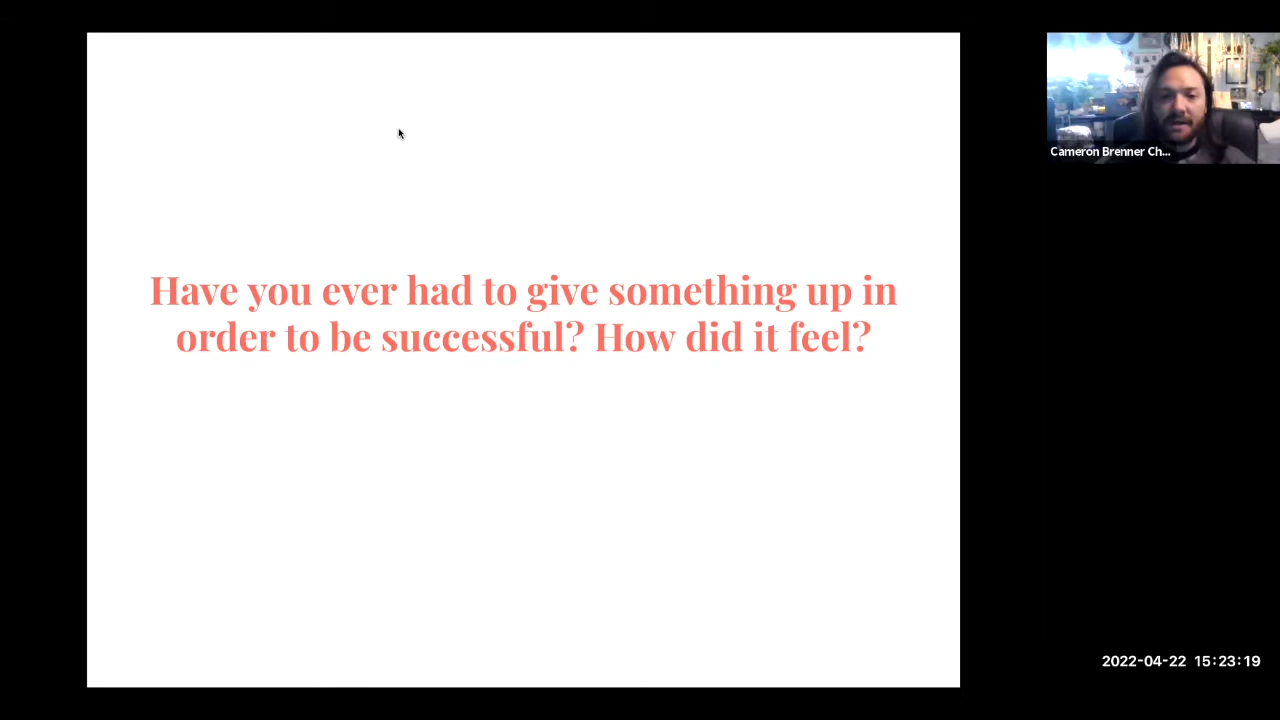 Have you ever had to give something up in
order to be successful? How did it feel?
Cameron Brenner Ch...
2022-04-22 15:23:19